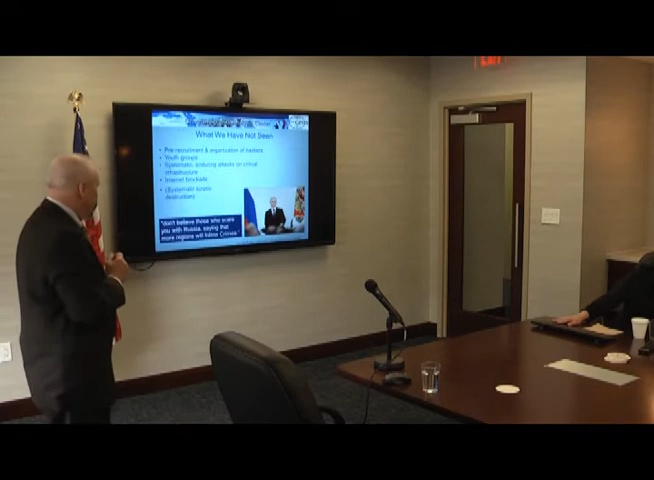 EXIT
What We Have Not Seen
• Pre-recruitment & organization of hackers
• Youth groups
• Systematic, enduring attacks on critical
infrastructure
• Internet blockade
• (Systematic kinetic
destruction)
"don't believe those who scare
you with Russia, saying that
more regions will follow Crimea."